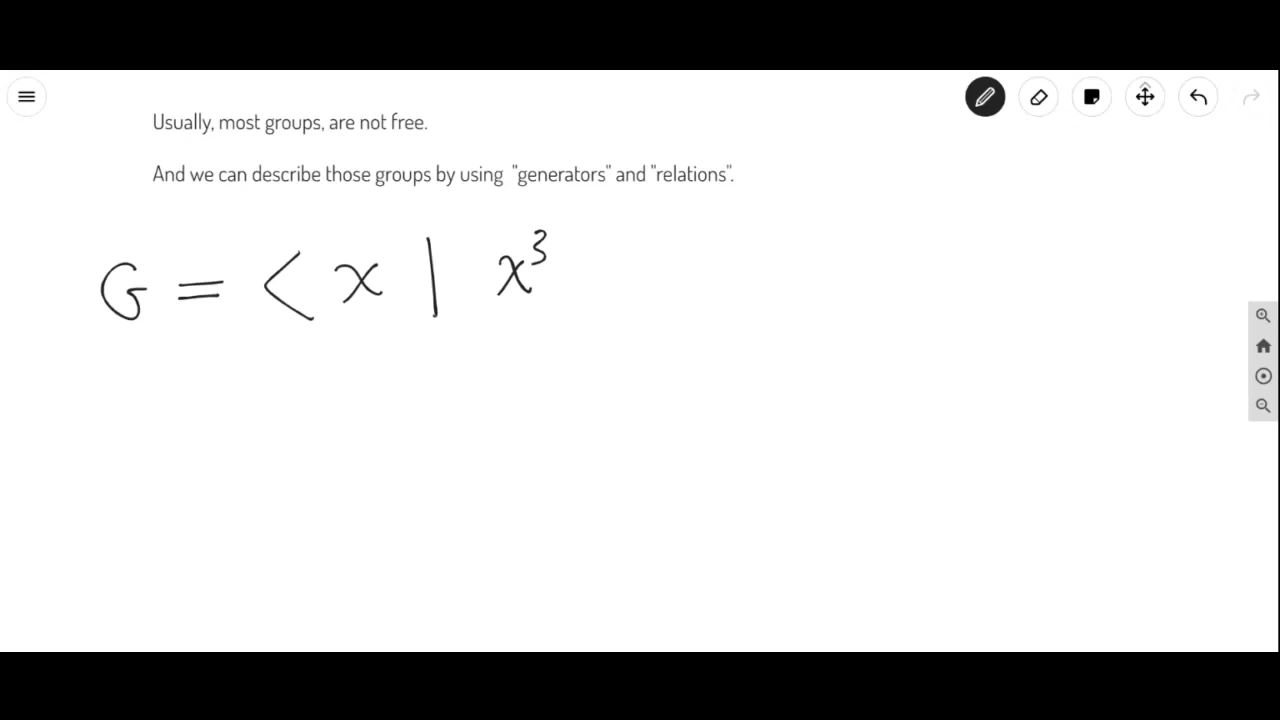 Usually, most groups, are not free.
And we can describe those groups by using "generators" and "relations".
G = < x | x³